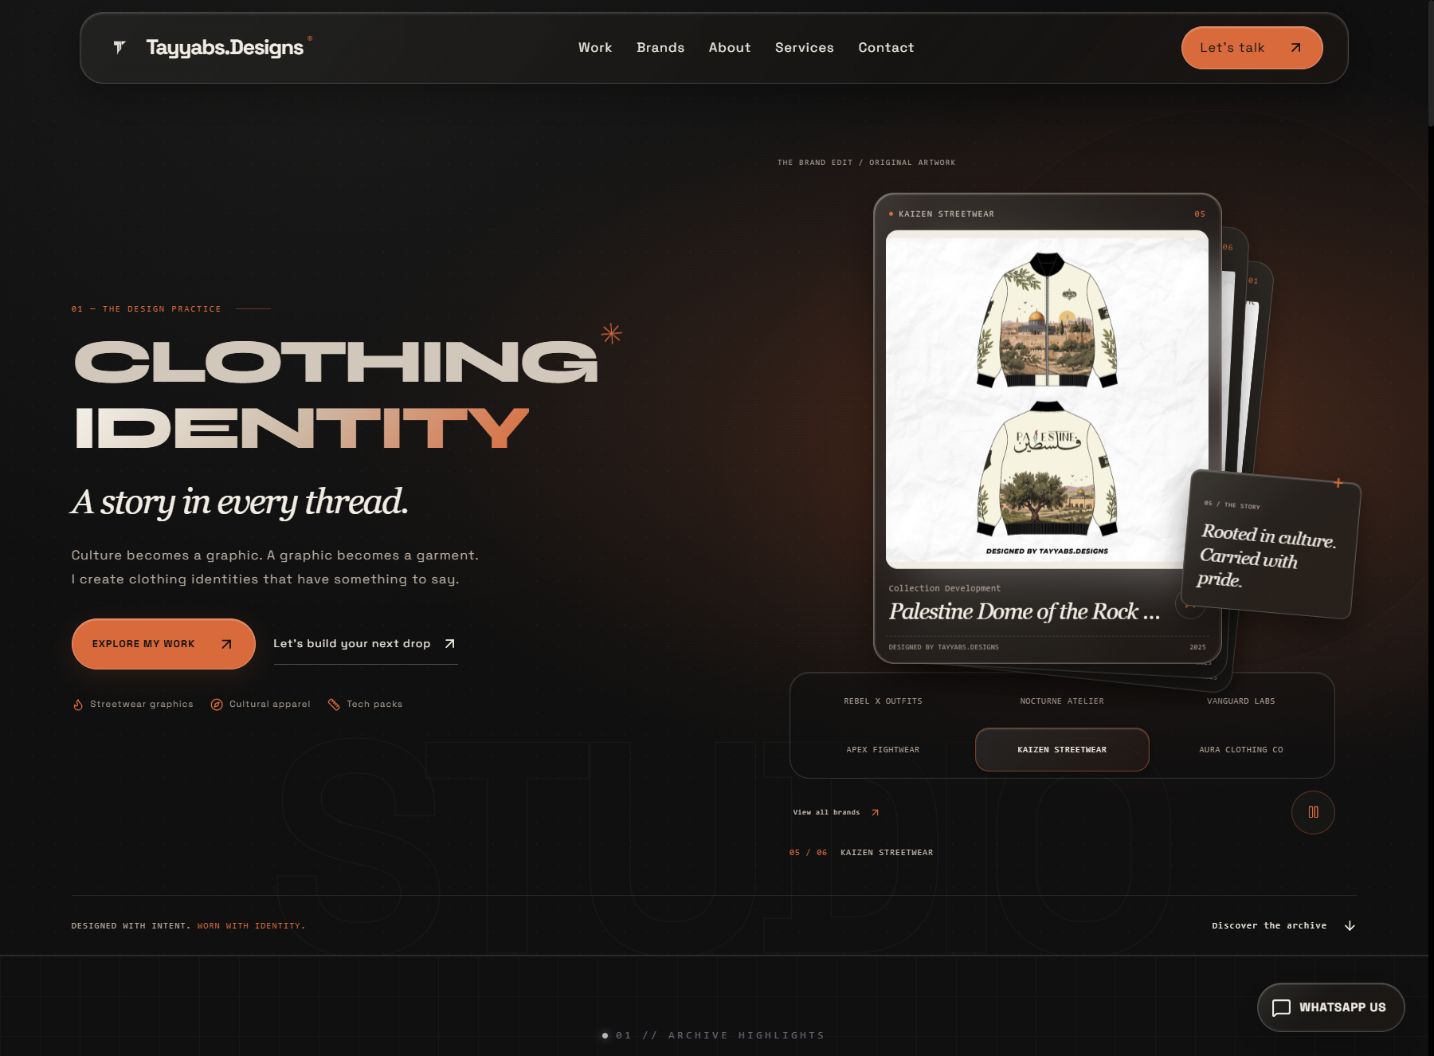 Tayyabs.Designs®
Work
Brands
About
Services
Contact
Let's talk
THE BRAND EDIT / ORIGINAL ARTWORK
KAIZEN STREETWEAR
05
06
01
01 — THE DESIGN PRACTICE
CLOTHING
IDENTITY
A story in every thread.
Culture becomes a graphic. A graphic becomes a garment.
I create clothing identities that have something to say.
EXPLORE MY WORK
Let's build your next drop
Streetwear graphics
Cultural apparel
Tech packs
PALESTINE
فلسطين
DESIGNED BY TAYYABS.DESIGNS
Collection Development
Palestine Dome of the Rock ...
DESIGNED BY TAYYABS.DESIGNS
2025
05 / THE STORY
Rooted in culture.
Carried with
pride.
REBEL X OUTFITS
NOCTURNE ATELIER
VANGUARD LABS
APEX FIGHTWEAR
KAIZEN STREETWEAR
AURA CLOTHING CO
View all brands
05 / 06 KAIZEN STREETWEAR
STUDIO
DESIGNED WITH INTENT. WORN WITH IDENTITY.
Discover the archive
WHATSAPP US
01 // ARCHIVE HIGHLIGHTS